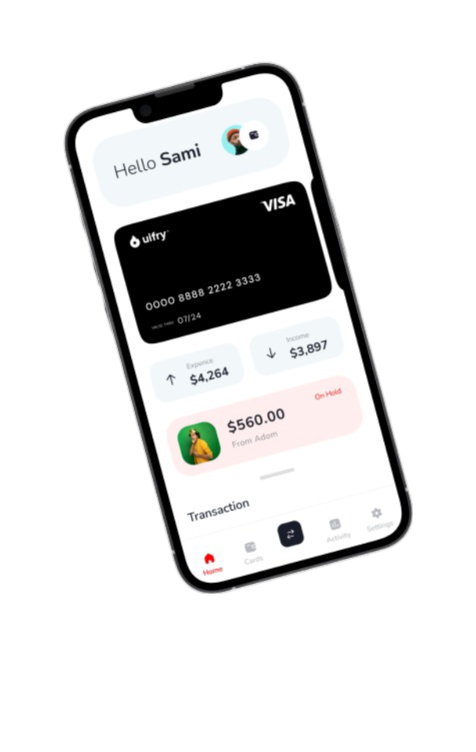 Hello Sami
VISA
ulfry
0000 8888 2222 3333
VALID THRU 07/24
Expence
$4,264
Income
$3,897
On Hold
$560.00
From Adom
Transaction
Home
Cards
Activity
Settings